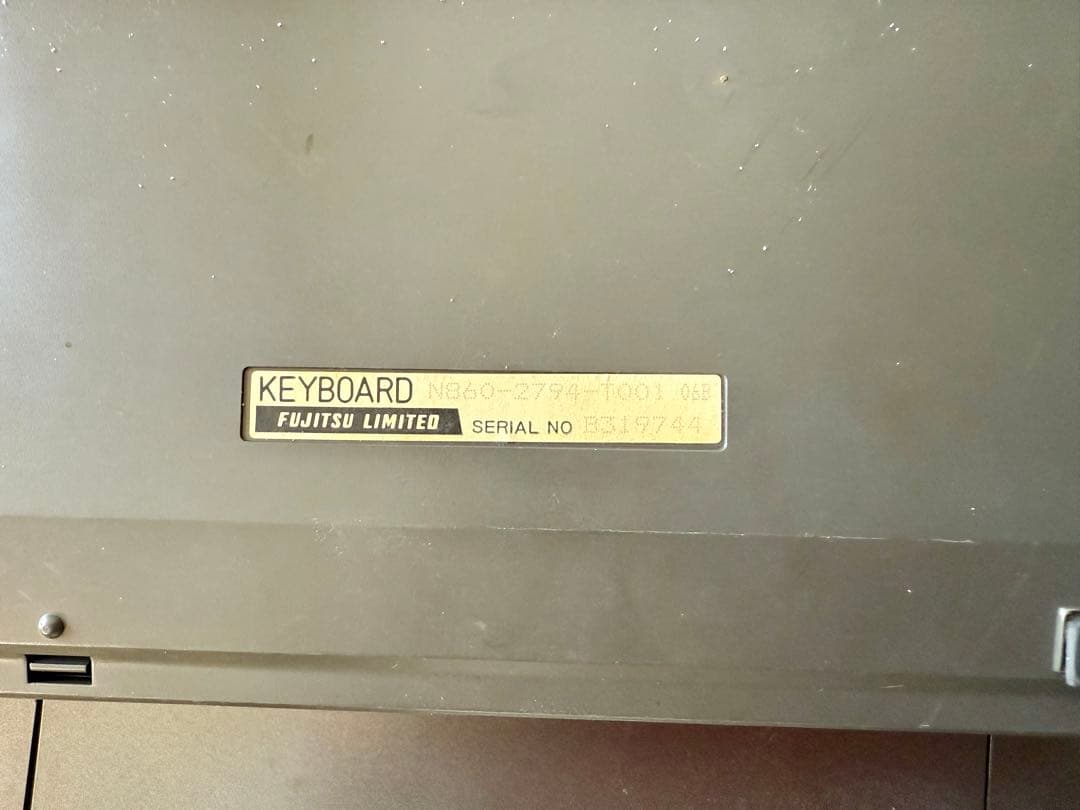 KEYBOARD N860-2794-T001 06B
FUJITSU LIMITED SERIAL NO B319744